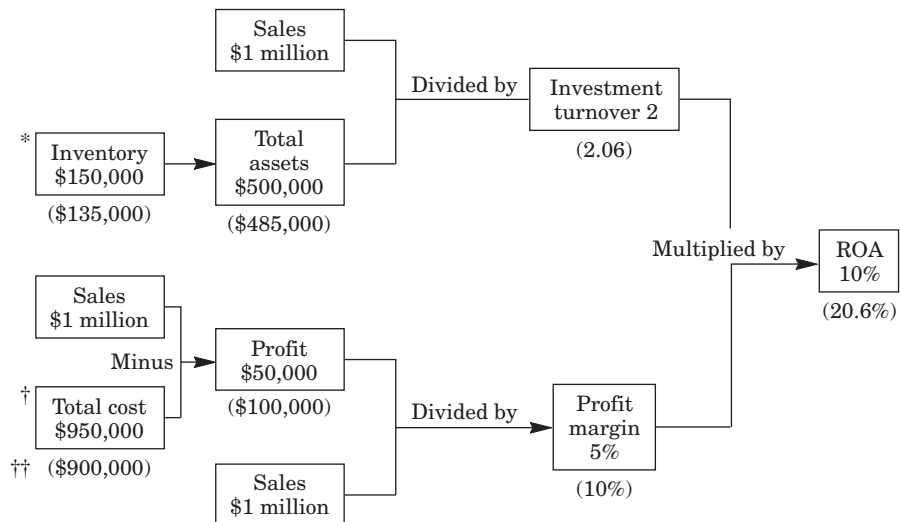 Sales
$1 million
Divided by
Investment
turnover 2
(2.06)
*
Inventory
$150,000
($135,000)
Total
assets
$500,000
($485,000)
Multiplied by
ROA
10%
(20.6%)
Sales
$1 million
Minus
Profit
$50,000
($100,000)
†
Total cost
$950,000
†† ($900,000)
Divided by
Profit
margin
5%
(10%)
Sales
$1 million